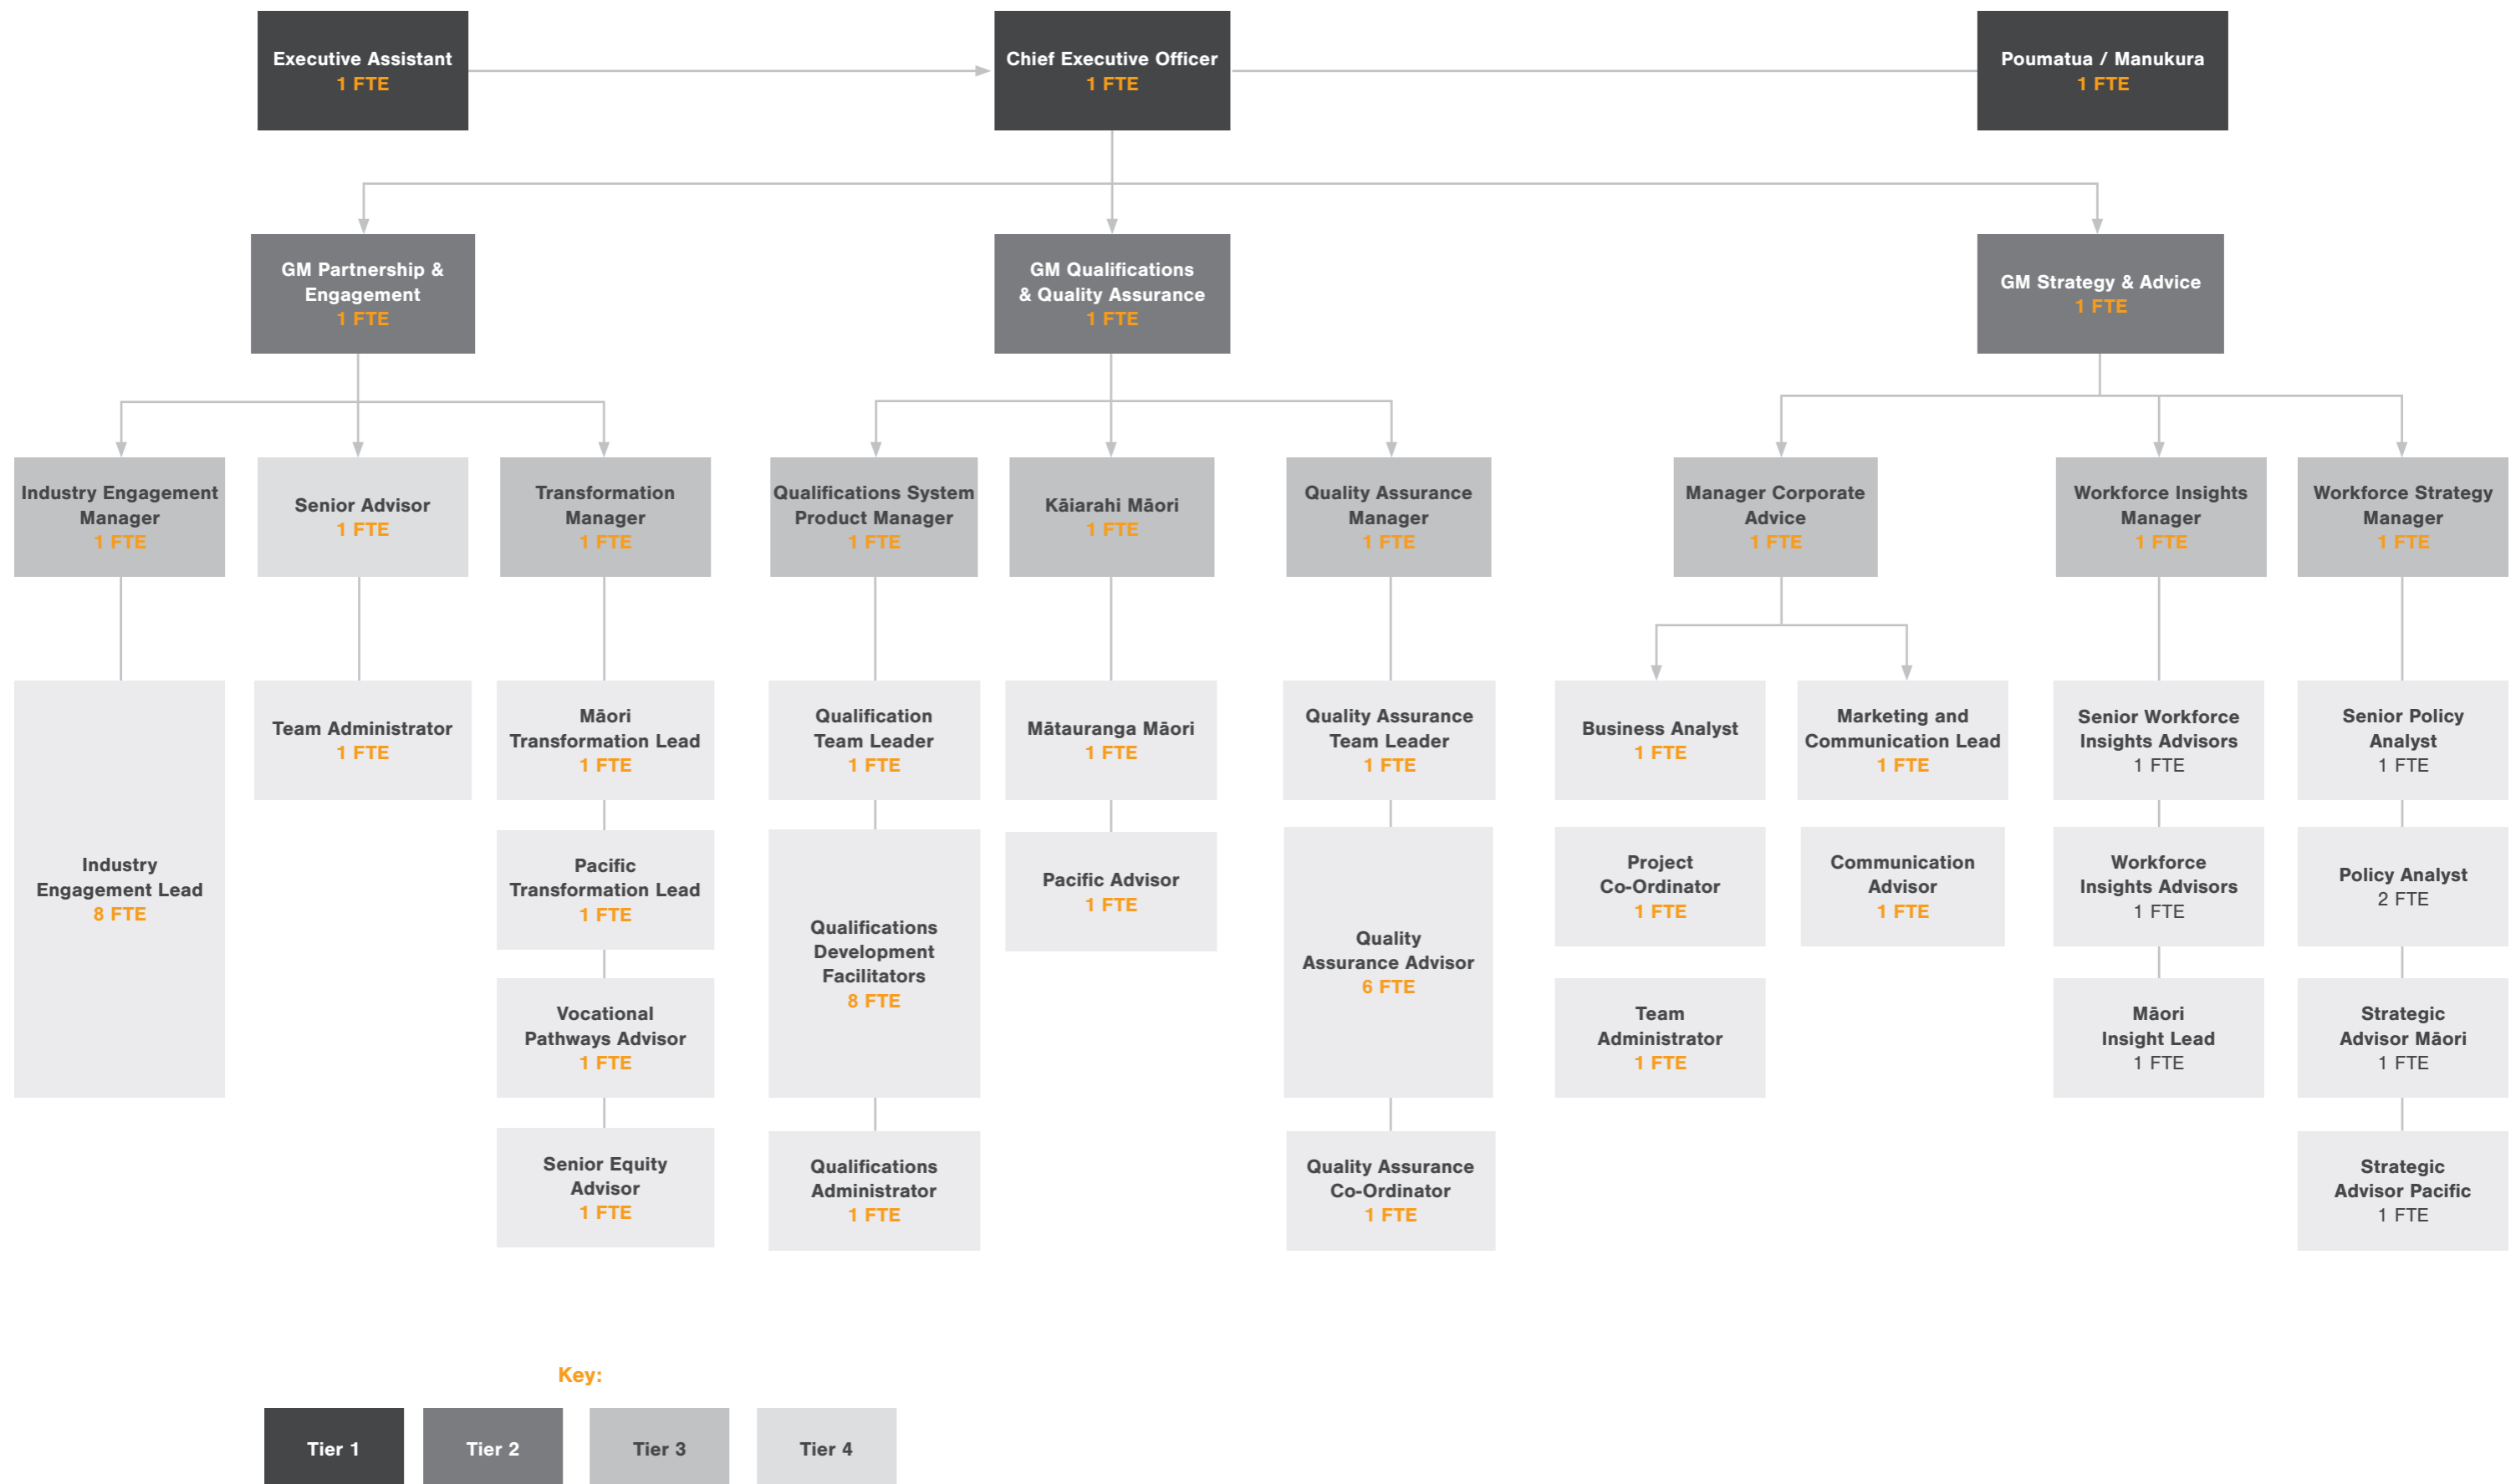 Executive Assistant
1 FTE
Chief Executive Officer
1 FTE
Poumatua / Manukura
1 FTE
GM Partnership &
Engagement
1 FTE
GM Qualifications
& Quality Assurance
1 FTE
GM Strategy & Advice
1 FTE
Industry Engagement
Manager
1 FTE
Senior Advisor
1 FTE
Transformation
Manager
1 FTE
Qualifications System
Product Manager
1 FTE
Kāiarahi Māori
1 FTE
Quality Assurance
Manager
1 FTE
Manager Corporate
Advice
1 FTE
Workforce Insights
Manager
1 FTE
Workforce Strategy
Manager
1 FTE
Industry
Engagement Lead
8 FTE
Team Administrator
1 FTE
Māori
Transformation Lead
1 FTE
Pacific
Transformation Lead
1 FTE
Vocational
Pathways Advisor
1 FTE
Senior Equity
Advisor
1 FTE
Qualification
Team Leader
1 FTE
Qualifications
Development
Facilitators
8 FTE
Qualifications
Administrator
1 FTE
Mātauranga Māori
1 FTE
Pacific Advisor
1 FTE
Quality Assurance
Team Leader
1 FTE
Quality
Assurance Advisor
6 FTE
Quality Assurance
Co-Ordinator
1 FTE
Business Analyst
1 FTE
Project
Co-Ordinator
1 FTE
Team
Administrator
1 FTE
Marketing and
Communication Lead
1 FTE
Communication
Advisor
1 FTE
Senior Workforce
Insights Advisors
1 FTE
Workforce
Insights Advisors
1 FTE
Māori
Insight Lead
1 FTE
Senior Policy
Analyst
1 FTE
Policy Analyst
2 FTE
Strategic
Advisor Māori
1 FTE
Strategic
Advisor Pacific
1 FTE
Key:
Tier 1
Tier 2
Tier 3
Tier 4